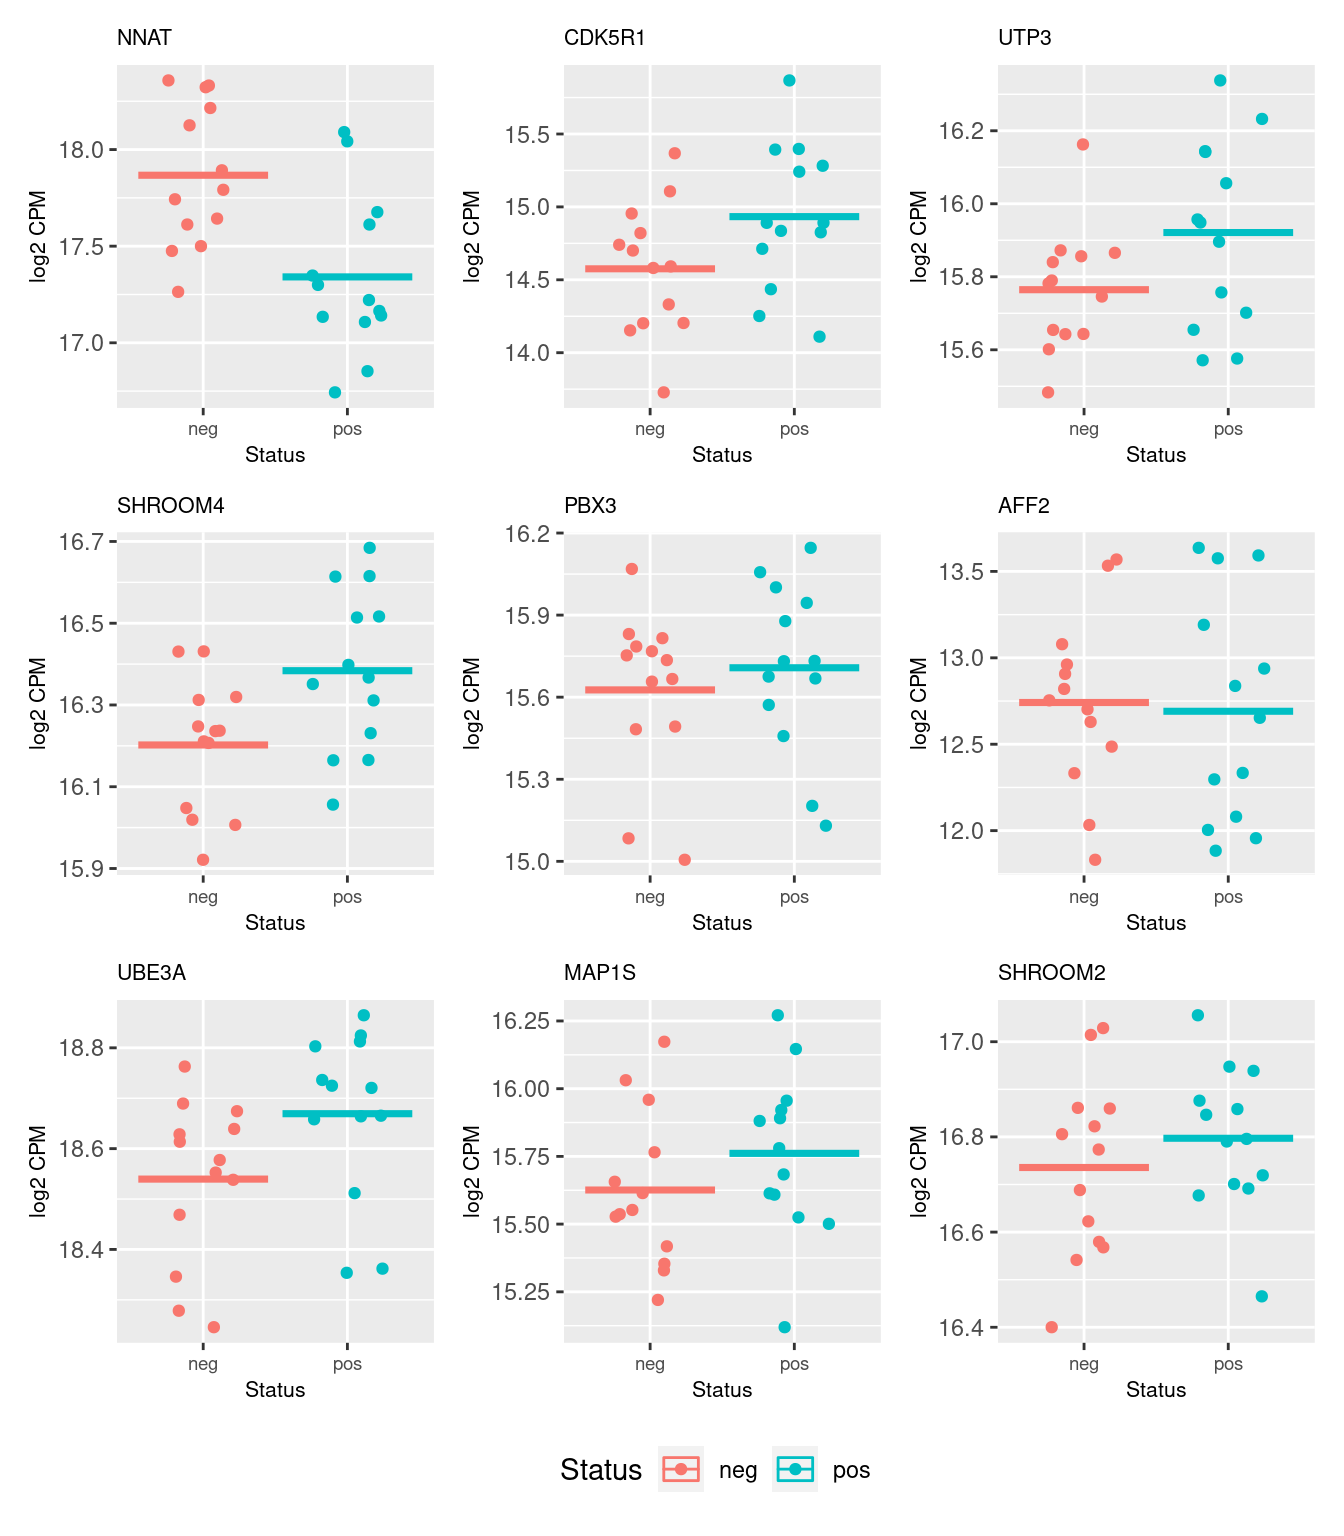 NNAT
CDK5R1
UTP3
log2 CPM
18.0
17.5
17.0
neg pos
Status
log2 CPM
15.5
15.0
14.5
14.0
neg pos
Status
log2 CPM
16.2
16.0
15.8
15.6
neg pos
Status
SHROOM4
PBX3
AFF2
log2 CPM
16.7
16.5
16.3
16.1
15.9
neg pos
Status
log2 CPM
16.2
15.9
15.6
15.3
15.0
neg pos
Status
log2 CPM
13.5
13.0
12.5
12.0
neg pos
Status
UBE3A
MAP1S
SHROOM2
log2 CPM
18.8
18.6
18.4
neg pos
Status
log2 CPM
16.25
16.00
15.75
15.50
15.25
neg pos
Status
log2 CPM
17.0
16.8
16.6
16.4
neg pos
Status
Status neg pos